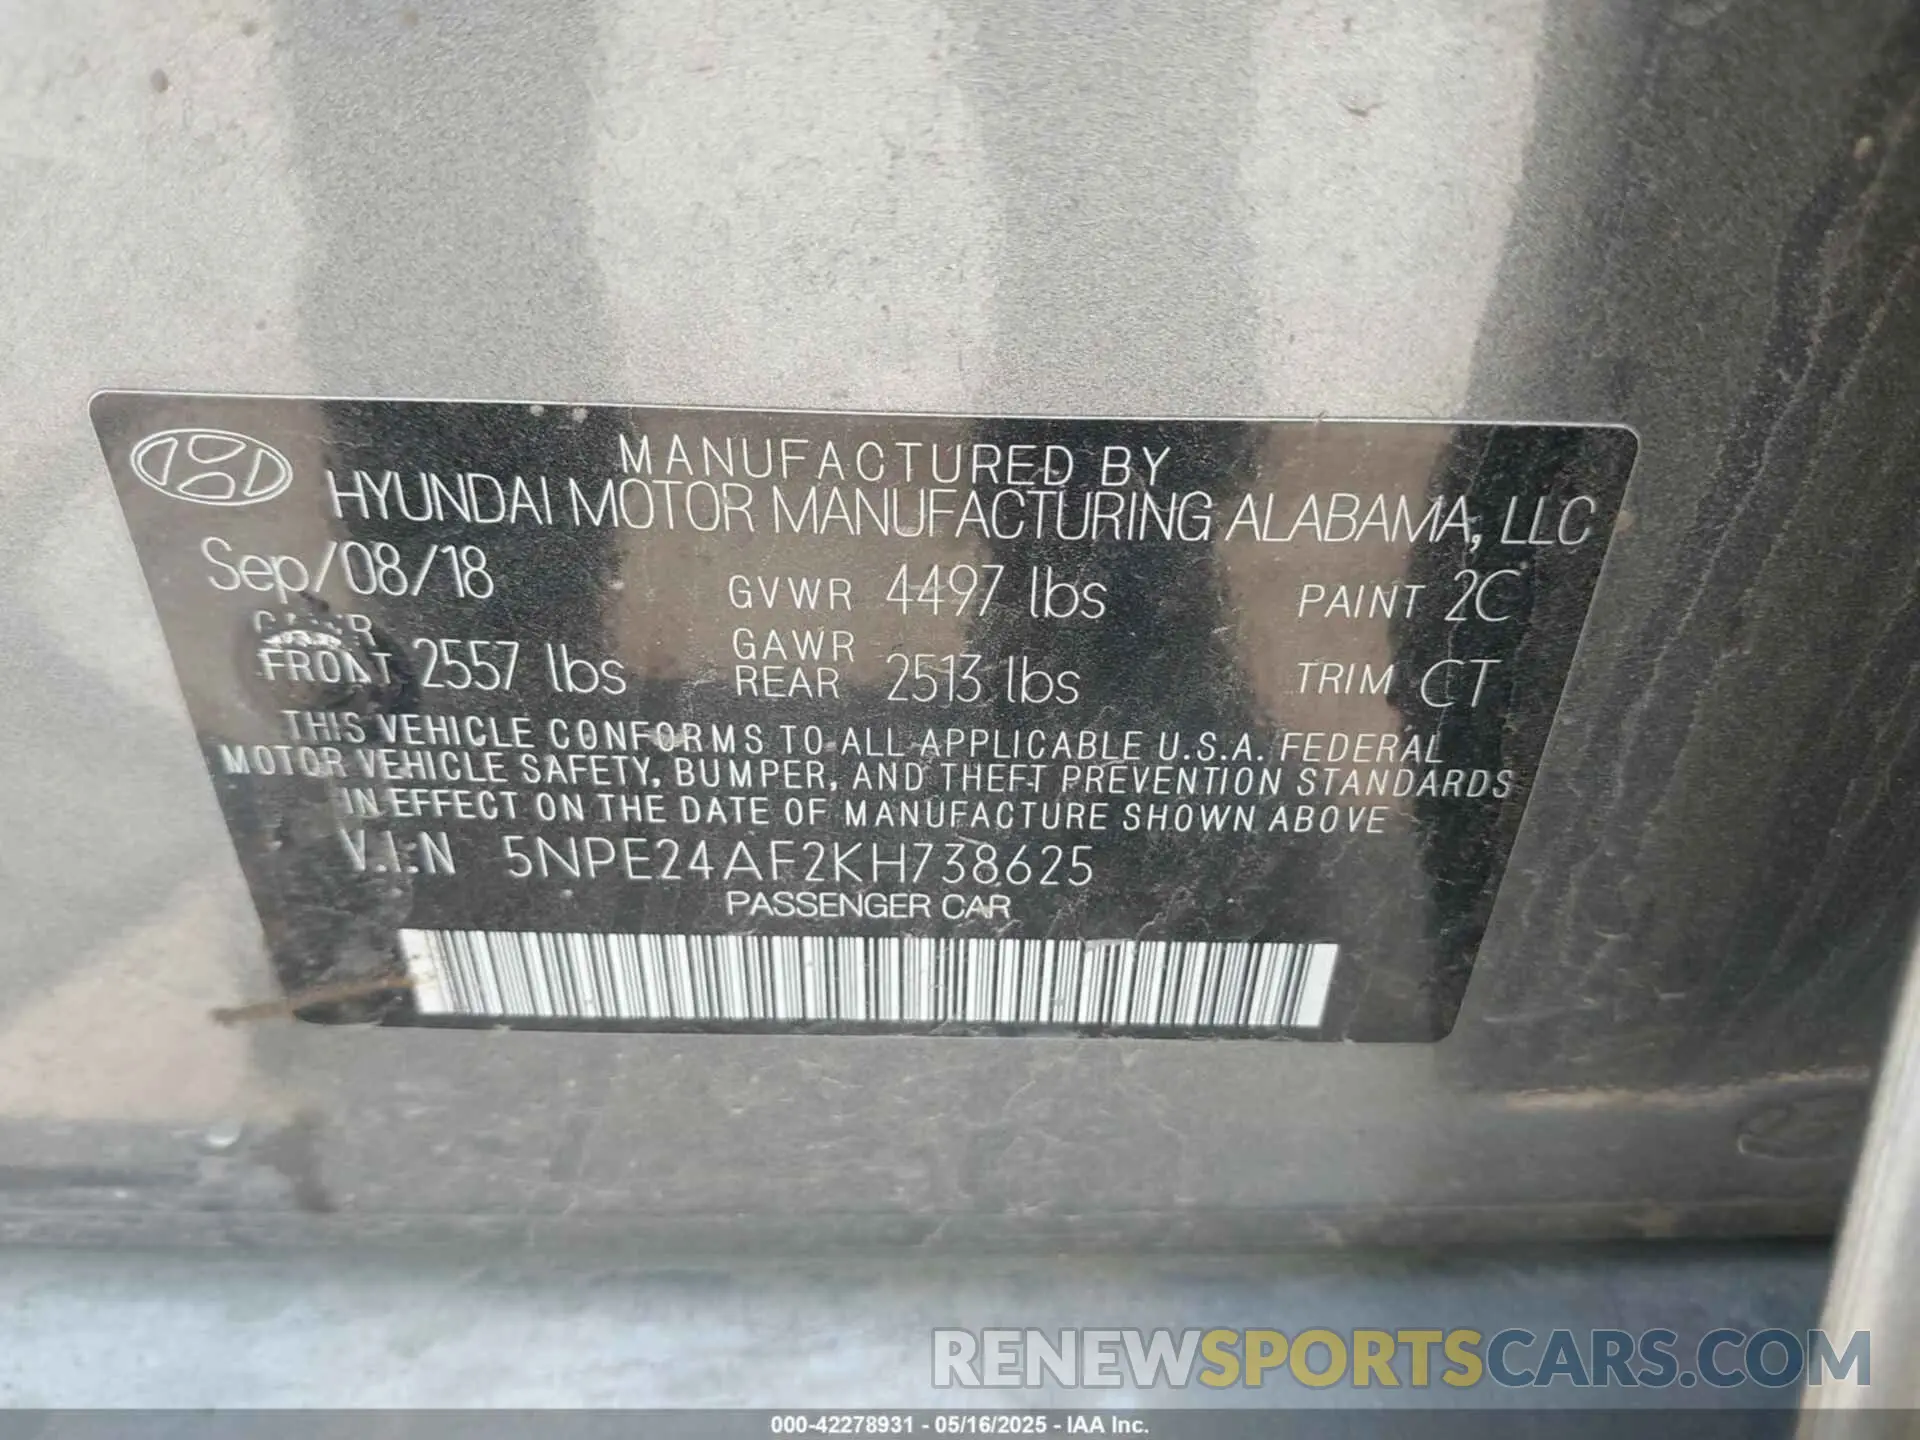 MANUFACTURED BY
HYUNDAI MOTOR MANUFACTURING ALABAMA, LLC
Sep/08/18 GVWR 4497 lbs PAINT 2C
GAWR FRONT 2557 lbs GAWR REAR 2513 lbs TRIM CT
THIS VEHICLE CONFORMS TO ALL APPLICABLE U.S.A. FEDERAL
MOTOR VEHICLE SAFETY, BUMPER, AND THEFT PREVENTION STANDARDS
IN EFFECT ON THE DATE OF MANUFACTURE SHOWN ABOVE
V.I.N 5NPE24AF2KH738625
PASSENGER CAR
RENEWSPORTSCARS.COM
000-42278931 - 05/16/2025 - IAA Inc.